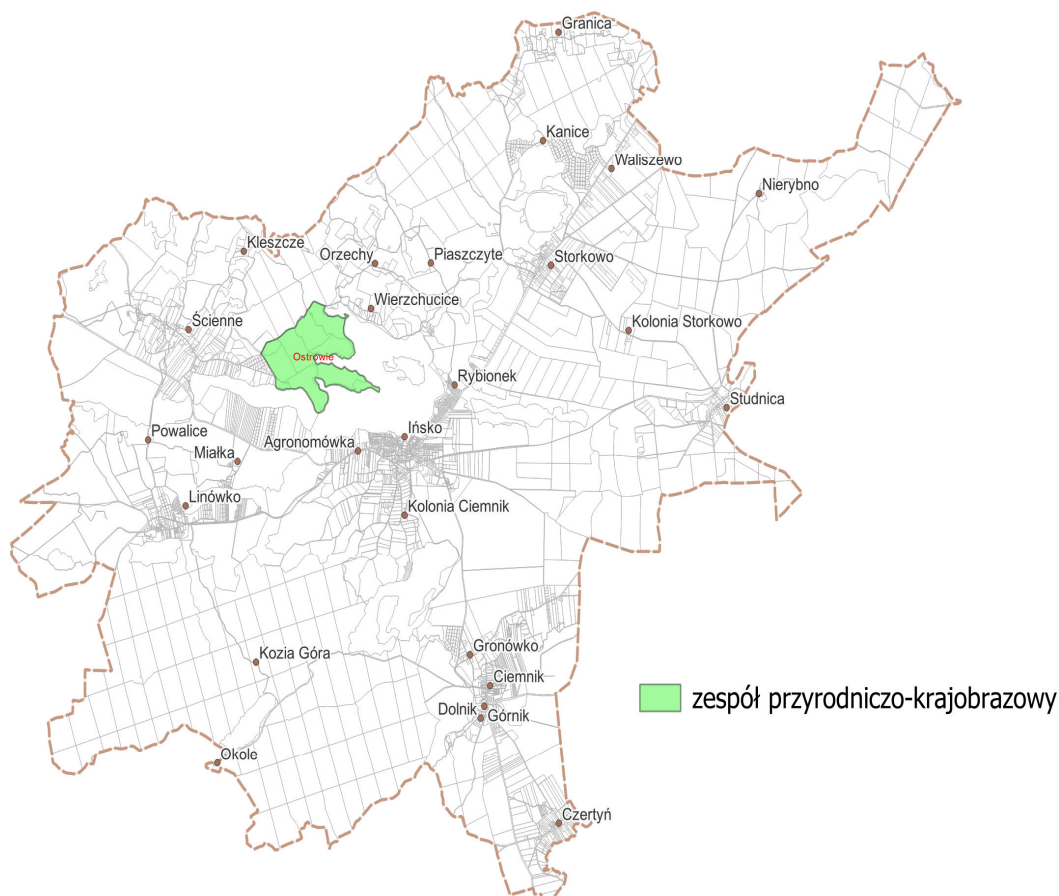 Granica
Kanice
Waliszewo
Nierybno
Kleszcze
Orzechy
Piaszczyte
Storkowo
Wierzchucice
Ścienne
Kolonia Storkowo
Ostrowie
Rybionek
Studnica
Ińsko
Powalice
Agronomówka
Miałka
Linówko
Kolonia Ciemnik
Gronówko
Kozia Góra
Ciemnik
zespół przyrodniczo-krajobrazowy
Dolnik
Górnik
Okole
Czertyń